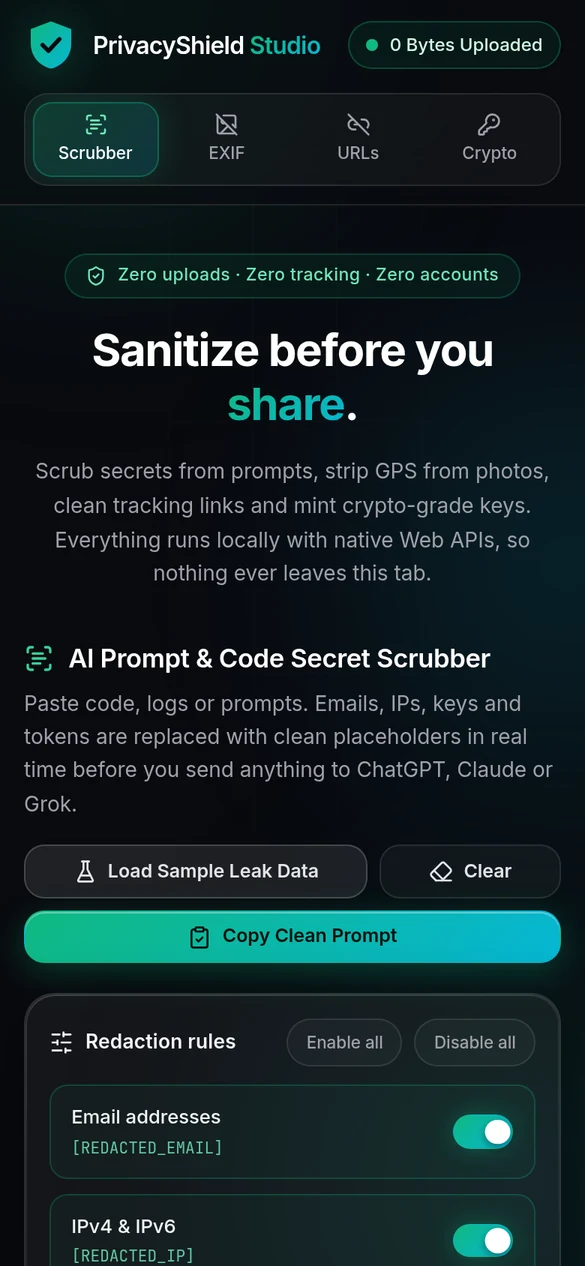 PrivacyShield Studio
0 Bytes Uploaded
Scrubber
EXIF
URLs
Crypto
Zero uploads · Zero tracking · Zero accounts
Sanitize before you
share.
Scrub secrets from prompts, strip GPS from photos,
clean tracking links and mint crypto-grade keys.
Everything runs locally with native Web APIs, so
nothing ever leaves this tab.
AI Prompt & Code Secret Scrubber
Paste code, logs or prompts. Emails, IPs, keys and
tokens are replaced with clean placeholders in real
time before you send anything to ChatGPT, Claude or
Grok.
Load Sample Leak Data
Clear
Copy Clean Prompt
Redaction rules
Enable all
Disable all
Email addresses
[REDACTED_EMAIL]
IPv4 & IPv6
[REDACTED_IP]